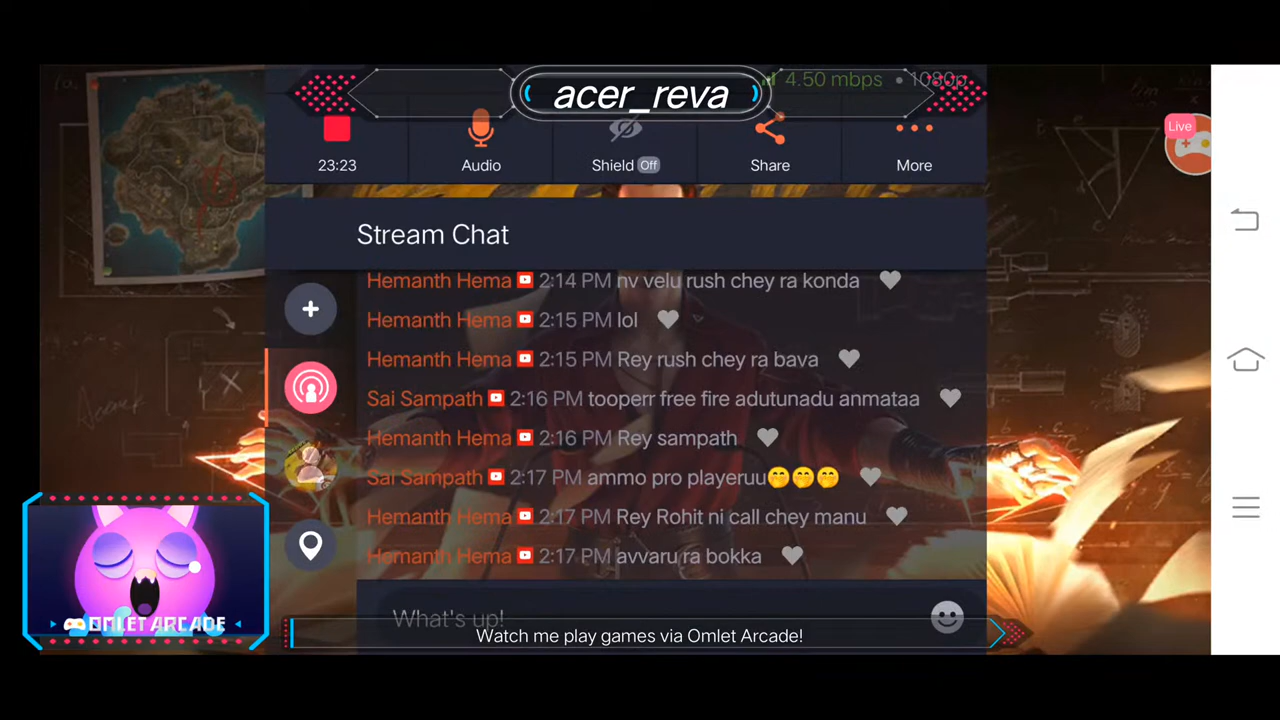 4.50 mbps • 1080p
acer_reva
Live
23:23
Audio
Shield Off
Share
More
Stream Chat
Hemanth Hema 2:14 PM nv velu rush chey ra konda
Hemanth Hema 2:15 PM lol
Hemanth Hema 2:15 PM Rey rush chey ra bava
Sai Sampath 2:16 PM tooperr free fire adutunadu anmataa
Hemanth Hema 2:16 PM Rey sampath
Sai Sampath 2:17 PM ammo pro playeruu🤭🤭🤭
Hemanth Hema 2:17 PM Rey Rohit ni call chey manu
Hemanth Hema 2:17 PM avvaru ra bokka
What's up!
OMLET ARCADE
Watch me play games via Omlet Arcade!